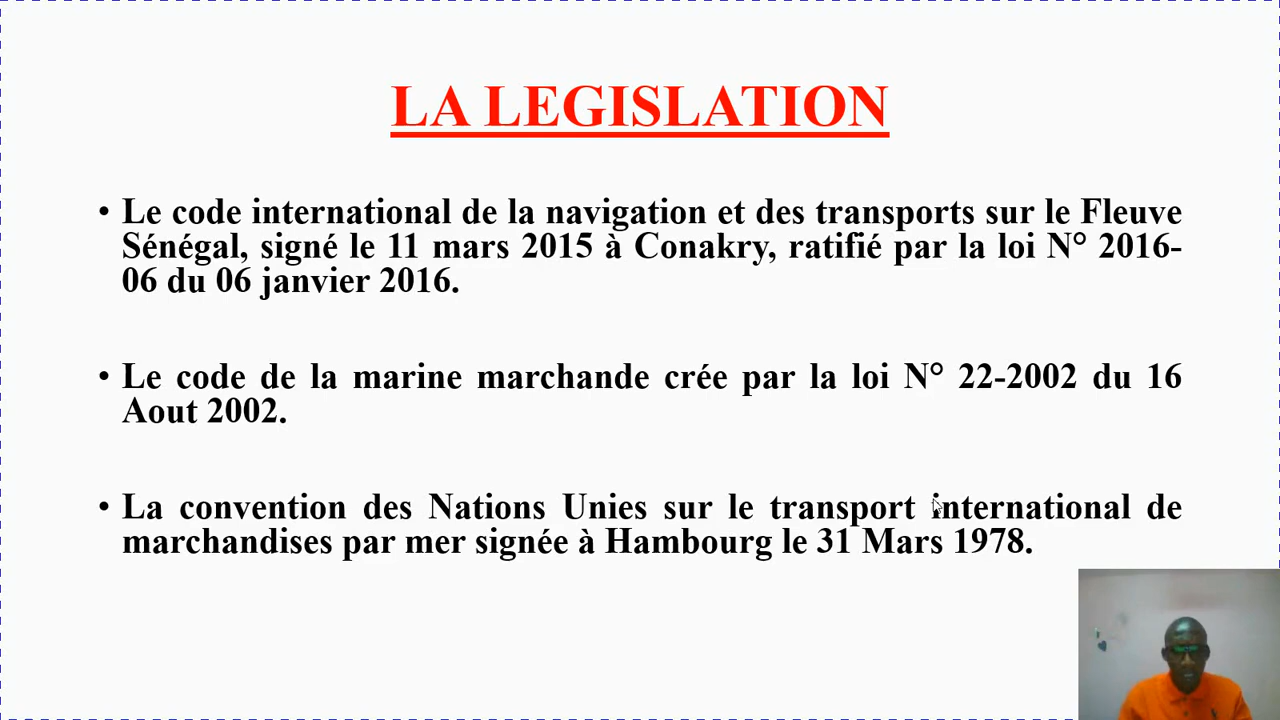 LA LEGISLATION
• Le code international de la navigation et des transports sur le Fleuve
Sénégal, signé le 11 mars 2015 à Conakry, ratifié par la loi N° 2016-
06 du 06 janvier 2016.
• Le code de la marine marchande crée par la loi N° 22-2002 du 16
Aout 2002.
• La convention des Nations Unies sur le transport international de
marchandises par mer signée à Hambourg le 31 Mars 1978.